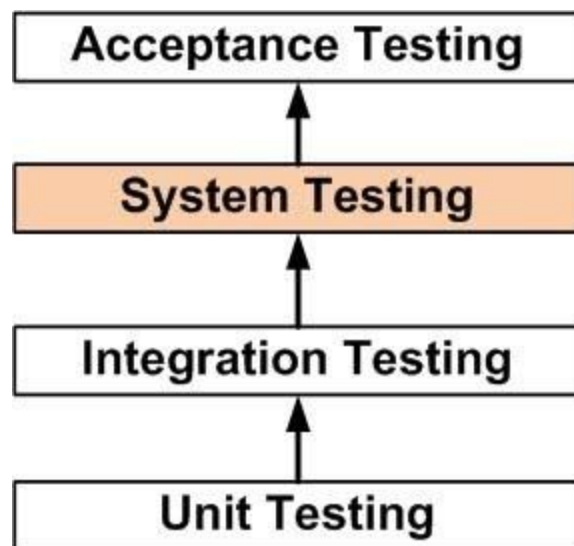 Acceptance Testing
System Testing
Integration Testing
Unit Testing